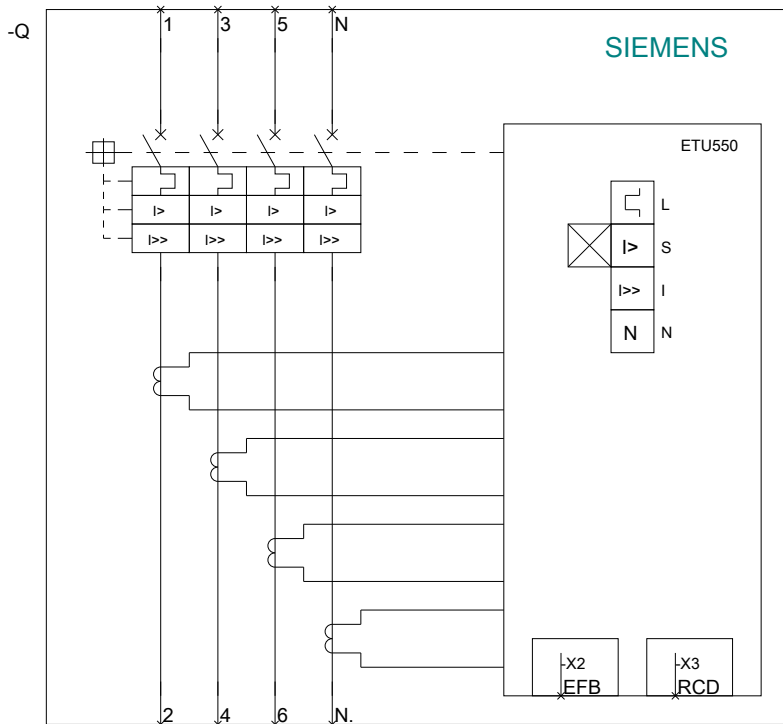 -Q
1 3 5 N
SIEMENS
ETU550
L
I> I> I> I>
I> S
I>> I>> I>> I>>
I>> I
N N
-X2
EFB
-X3
RCD
2 4 6 N.